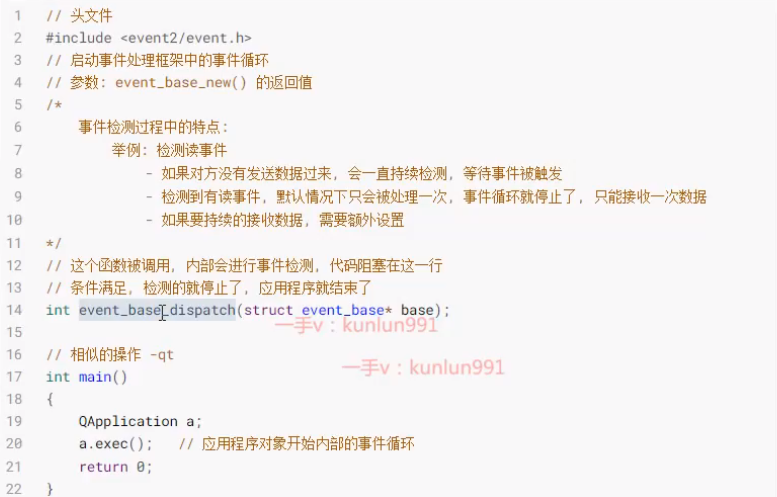 1 // 头文件
2 #include <event2/event.h>
3 // 启动事件处理框架中的事件循环
4 // 参数: event_base_new() 的返回值
5 /*
6 事件检测过程中的特点:
7 举例: 检测读事件
8 - 如果对方没有发送数据过来, 会一直持续检测, 等待事件被触发
9 - 检测到有读事件, 默认情况下只会被处理一次, 事件循环就停止了, 只能接收一次数据
10 - 如果要持续的接收数据, 需要额外设置
11 */
12 // 这个函数被调用, 内部会进行事件检测, 代码阻塞在这一行
13 // 条件满足, 检测的就停止了, 应用程序就结束了
14 int event_base_dispatch(struct event_base* base);
一手v：kunlun991
15
16 // 相似的操作 -qt
一手v：kunlun991
17 int main()
18 {
19 QApplication a;
20 a.exec(); // 应用程序对象开始内部的事件循环
21 return 0;
22 }